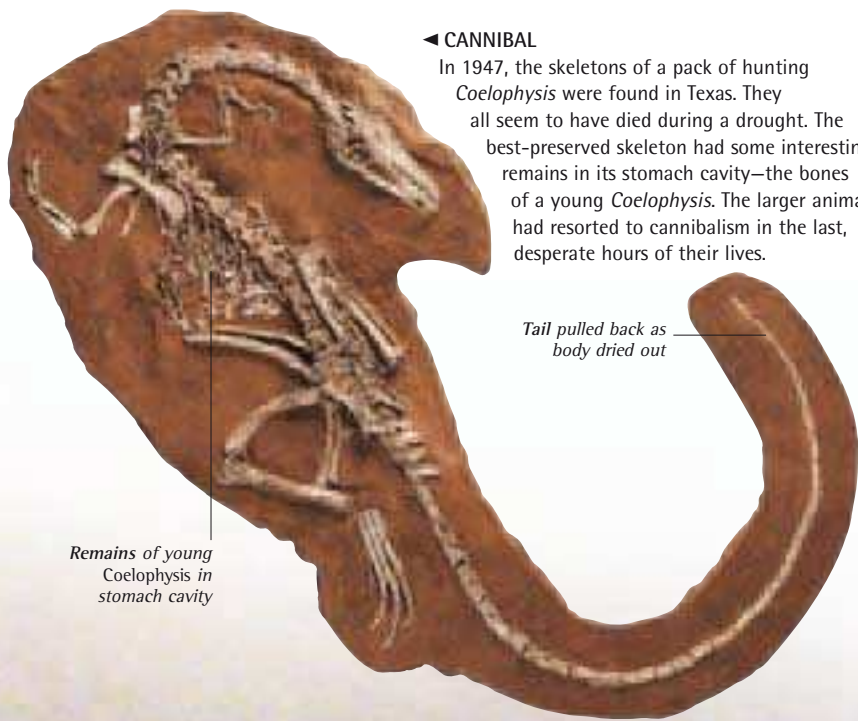 ◄ CANNIBAL
In 1947, the skeletons of a pack of hunting
Coelophysis were found in Texas. They
all seem to have died during a drought. The
best-preserved skeleton had some interestin
remains in its stomach cavity—the bones
of a young Coelophysis. The larger anima
had resorted to cannibalism in the last,
desperate hours of their lives.
Tail pulled back as
body dried out
Remains of young
Coelophysis in
stomach cavity